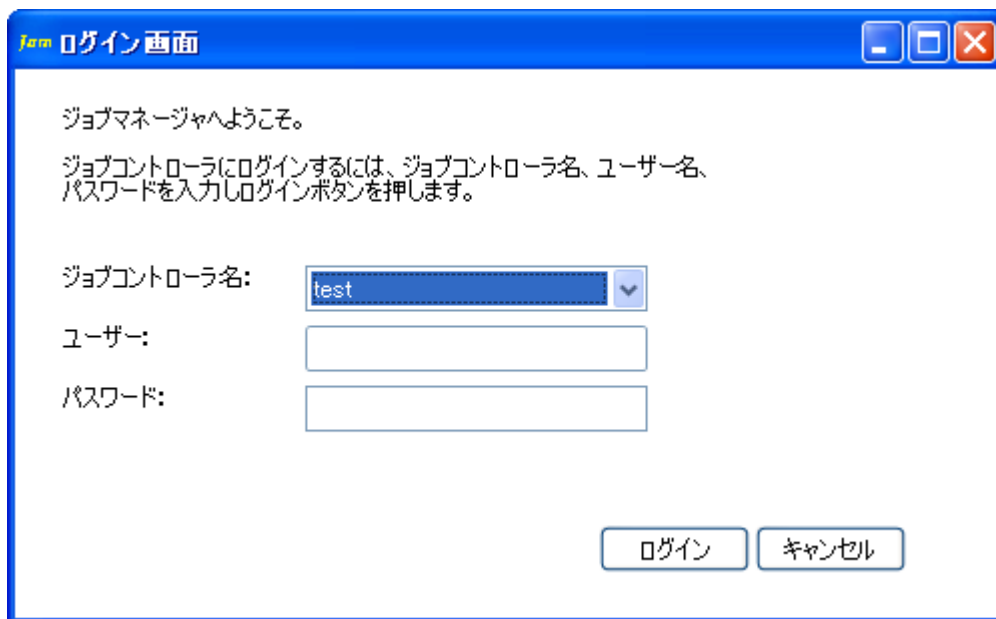 Jam ログイン画面
ジョブマネージャへようこそ。
ジョブコントローラにログインするには、ジョブコントローラ名、ユーザー名、
パスワードを入力しログインボタンを押します。
ジョブコントローラ名: test
ユーザー:
パスワード:
ログイン キャンセル